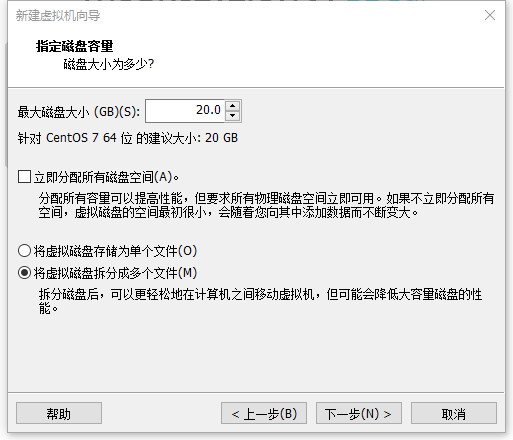 新建虚拟机向导
指定磁盘容量
磁盘大小为多少?
最大磁盘大小 (GB)(S): 20.0
针对 CentOS 7 64 位 的建议大小: 20 GB
立即分配所有磁盘空间(A)。
分配所有容量可以提高性能，但要求所有物理磁盘空间立即可用。如果不立即分配所有
空间，虚拟磁盘的空间最初很小，会随着您向其中添加数据而不断变大。
将虚拟磁盘存储为单个文件(O)
将虚拟磁盘拆分成多个文件(M)
拆分磁盘后，可以更轻松地在计算机之间移动虚拟机，但可能会降低大容量磁盘的性
能。
帮助 < 上一步(B) 下一步(N) > 取消